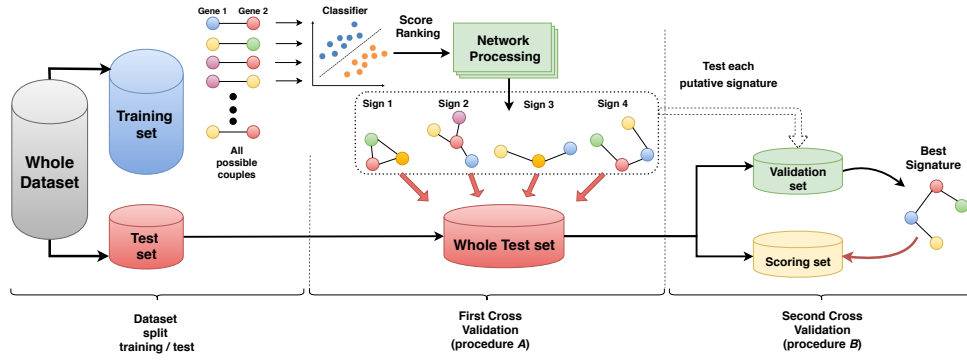 Gene 1 Gene 2
Classifier
Score
Ranking
Network
Processing
Test each
putative signature
Training
set
Whole
Dataset
All
possible
couples
Sign 1
Sign 2
Sign 3
Sign 4
Validation
set
Best
Signature
Test
set
Whole Test set
Scoring set
Dataset
split
training / test
First Cross
Validation
(procedure A)
Second Cross
Validation
(procedure B)